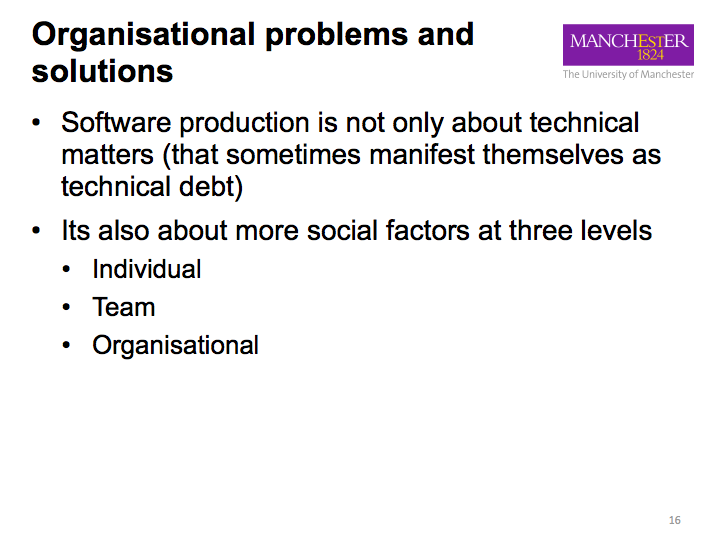 Organisational problems and
solutions
MANCHEsTER
1824
The University of Manchester
• Software production is not only about technical
matters (that sometimes manifest themselves as
technical debt)
• Its also about more social factors at three levels
• Individual
• Team
• Organisational
16